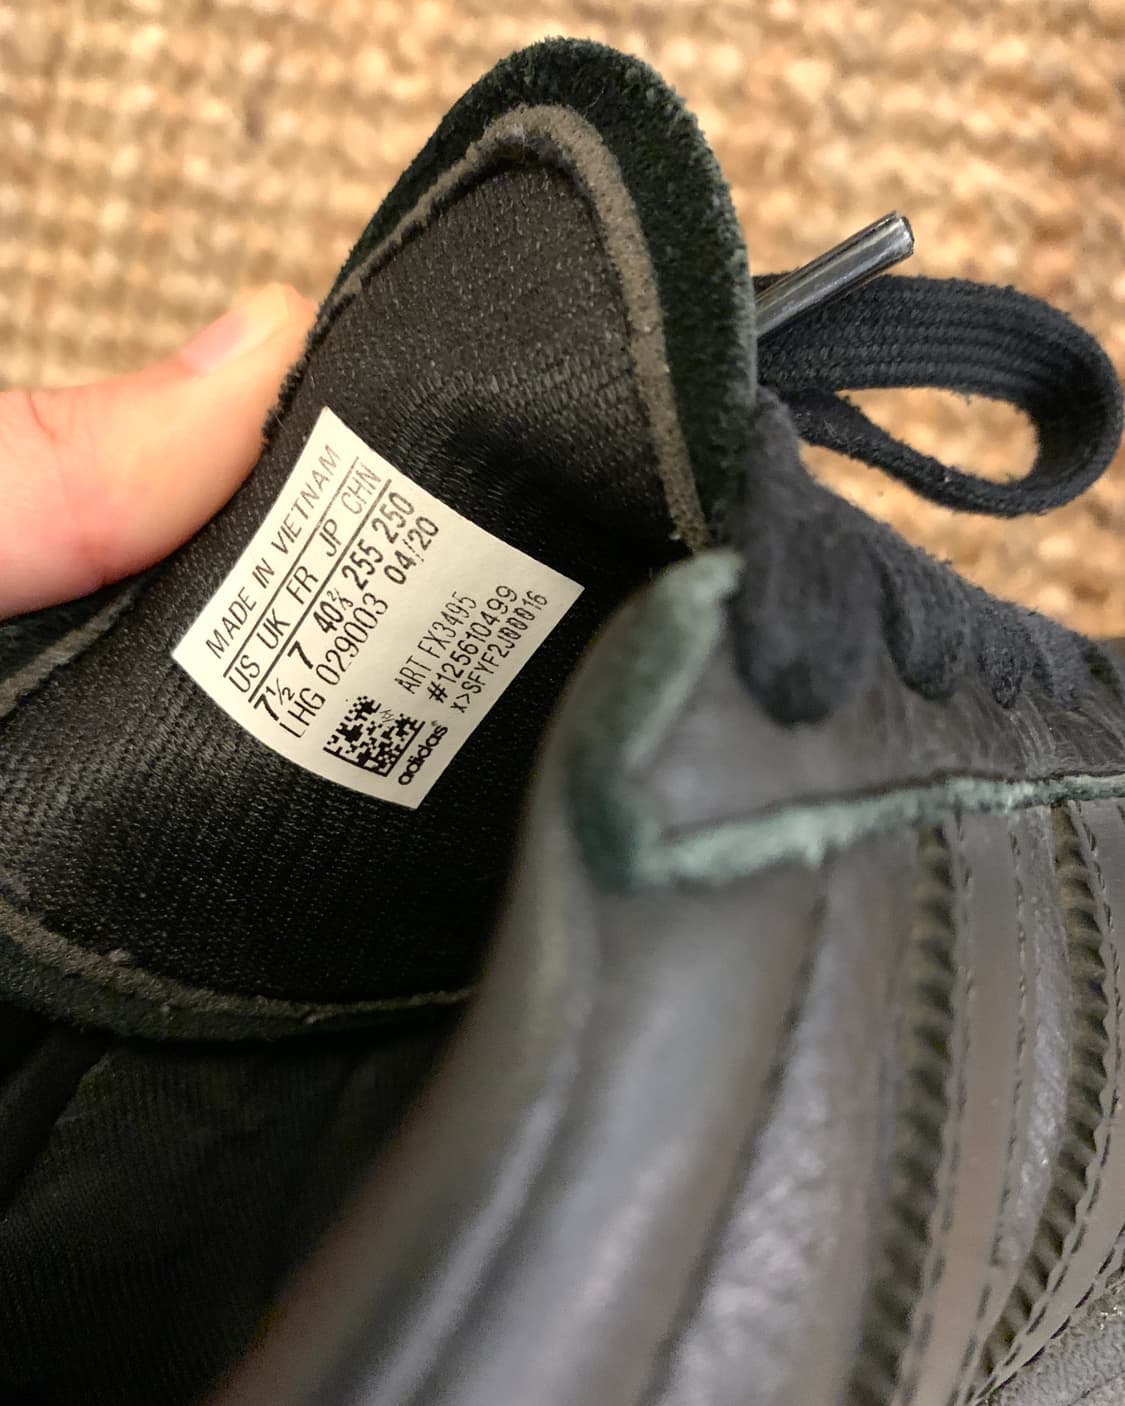 MADE IN VIETNAM
US UK FR JP CHN
7½ 7 40⅔ 255 250
LHG 029003 04/20
ART FX3495
#125610499
x>SFYF2J00016
adidas®